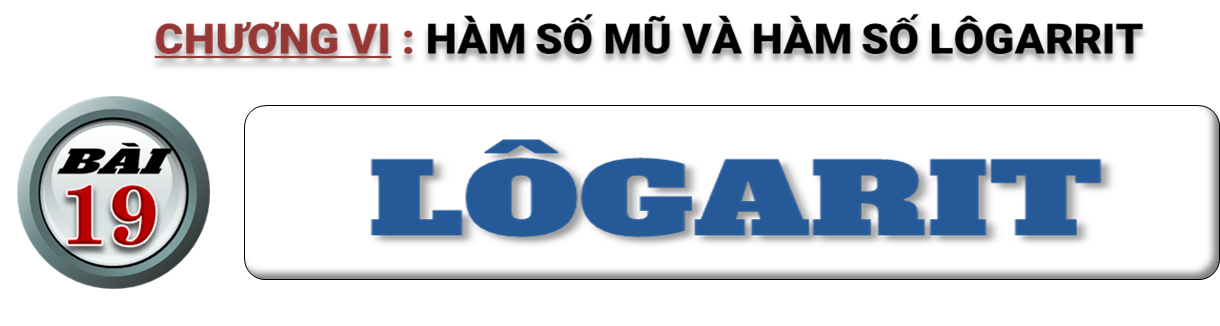 CHƯƠNG VI : HÀM SỐ MŨ VÀ HÀM SỐ LÔGARRIT
BÀI
19
LÔGARIT